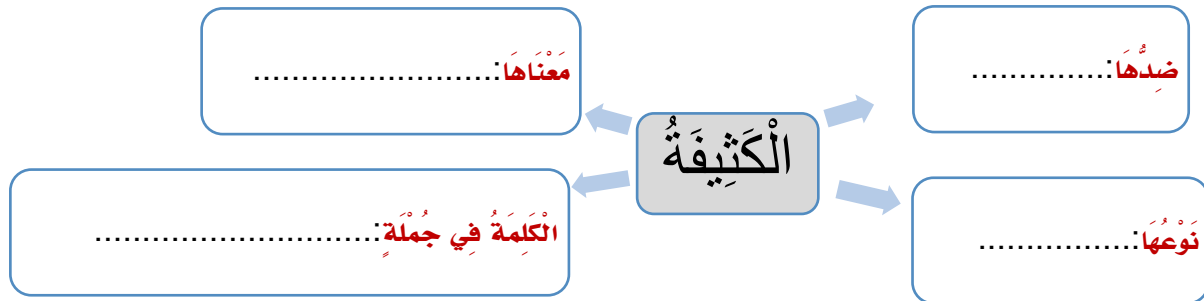 ضِدُّهَا:..............
مَعْنَاهَا:.........................
الْكَثِيفَةُ
نَوْعُهَا:................
الْكَلِمَةُ فِي جُمْلَةٍ:.............................